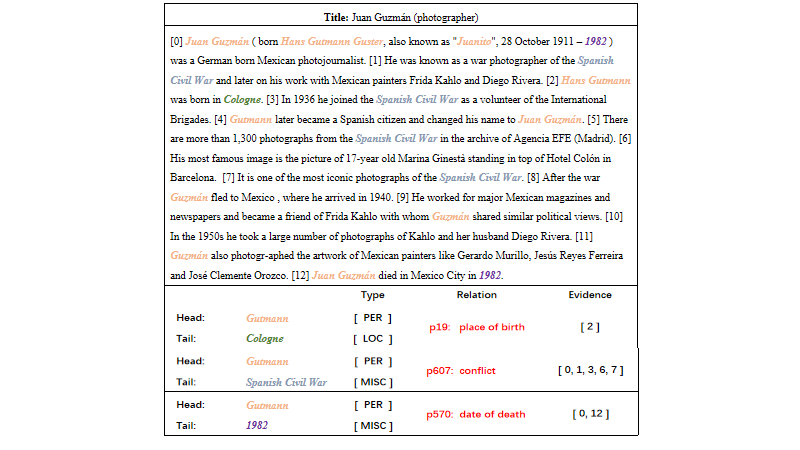 Title: Juan Guzmán (photographer)
[0] Juan Guzmán ( born Hans Gutmann Guster, also known as "Juanito", 28 October 1911 – 1982 )
was a German born Mexican photojournalist. [1] He was known as a war photographer of the Spanish
Civil War and later on his work with Mexican painters Frida Kahlo and Diego Rivera. [2] Hans Gutmann
was born in Cologne. [3] In 1936 he joined the Spanish Civil War as a volunteer of the International
Brigades. [4] Gutmann later became a Spanish citizen and changed his name to Juan Guzmán. [5] There
are more than 1,300 photographs from the Spanish Civil War in the archive of Agencia EFE (Madrid). [6]
His most famous image is the picture of 17-year old Marina Ginestà standing in top of Hotel Colón in
Barcelona. [7] It is one of the most iconic photographs of the Spanish Civil War. [8] After the war
Guzmán fled to Mexico , where he arrived in 1940. [9] He worked for major Mexican magazines and
newspapers and became a friend of Frida Kahlo with whom Guzmán shared similar political views. [10]
In the 1950s he took a large number of photographs of Kahlo and her husband Diego Rivera. [11]
Guzmán also photogr-aphed the artwork of Mexican painters like Gerardo Murillo, Jesús Reyes Ferreira
and José Clemente Orozco. [12] Juan Guzmán died in Mexico City in 1982.
Type Relation Evidence
Head: Gutmann [ PER ]
p19: place of birth [ 2 ]
Tail: Cologne [ LOC ]
Head: Gutmann [ PER ]
p607: conflict [ 0, 1, 3, 6, 7 ]
Tail: Spanish Civil War [ MISC ]
Head: Gutmann [ PER ]
p570: date of death [ 0, 12 ]
Tail: 1982 [ MISC ]